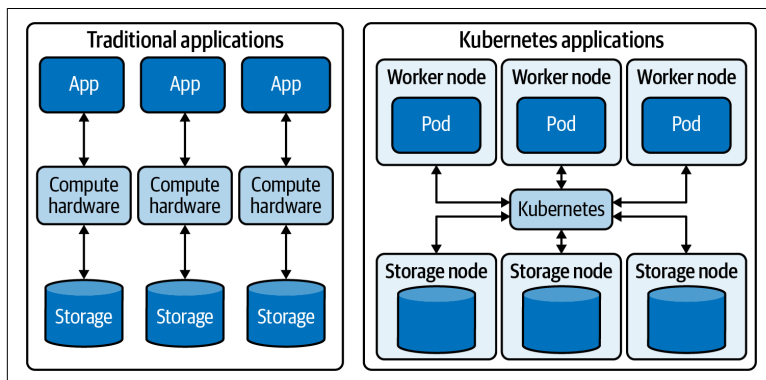 Traditional applications
App
App
App
Compute
hardware
Compute
hardware
Compute
hardware
Storage
Storage
Storage
Kubernetes applications
Worker node
Worker node
Worker node
Pod
Pod
Pod
Kubernetes
Storage node
Storage node
Storage node